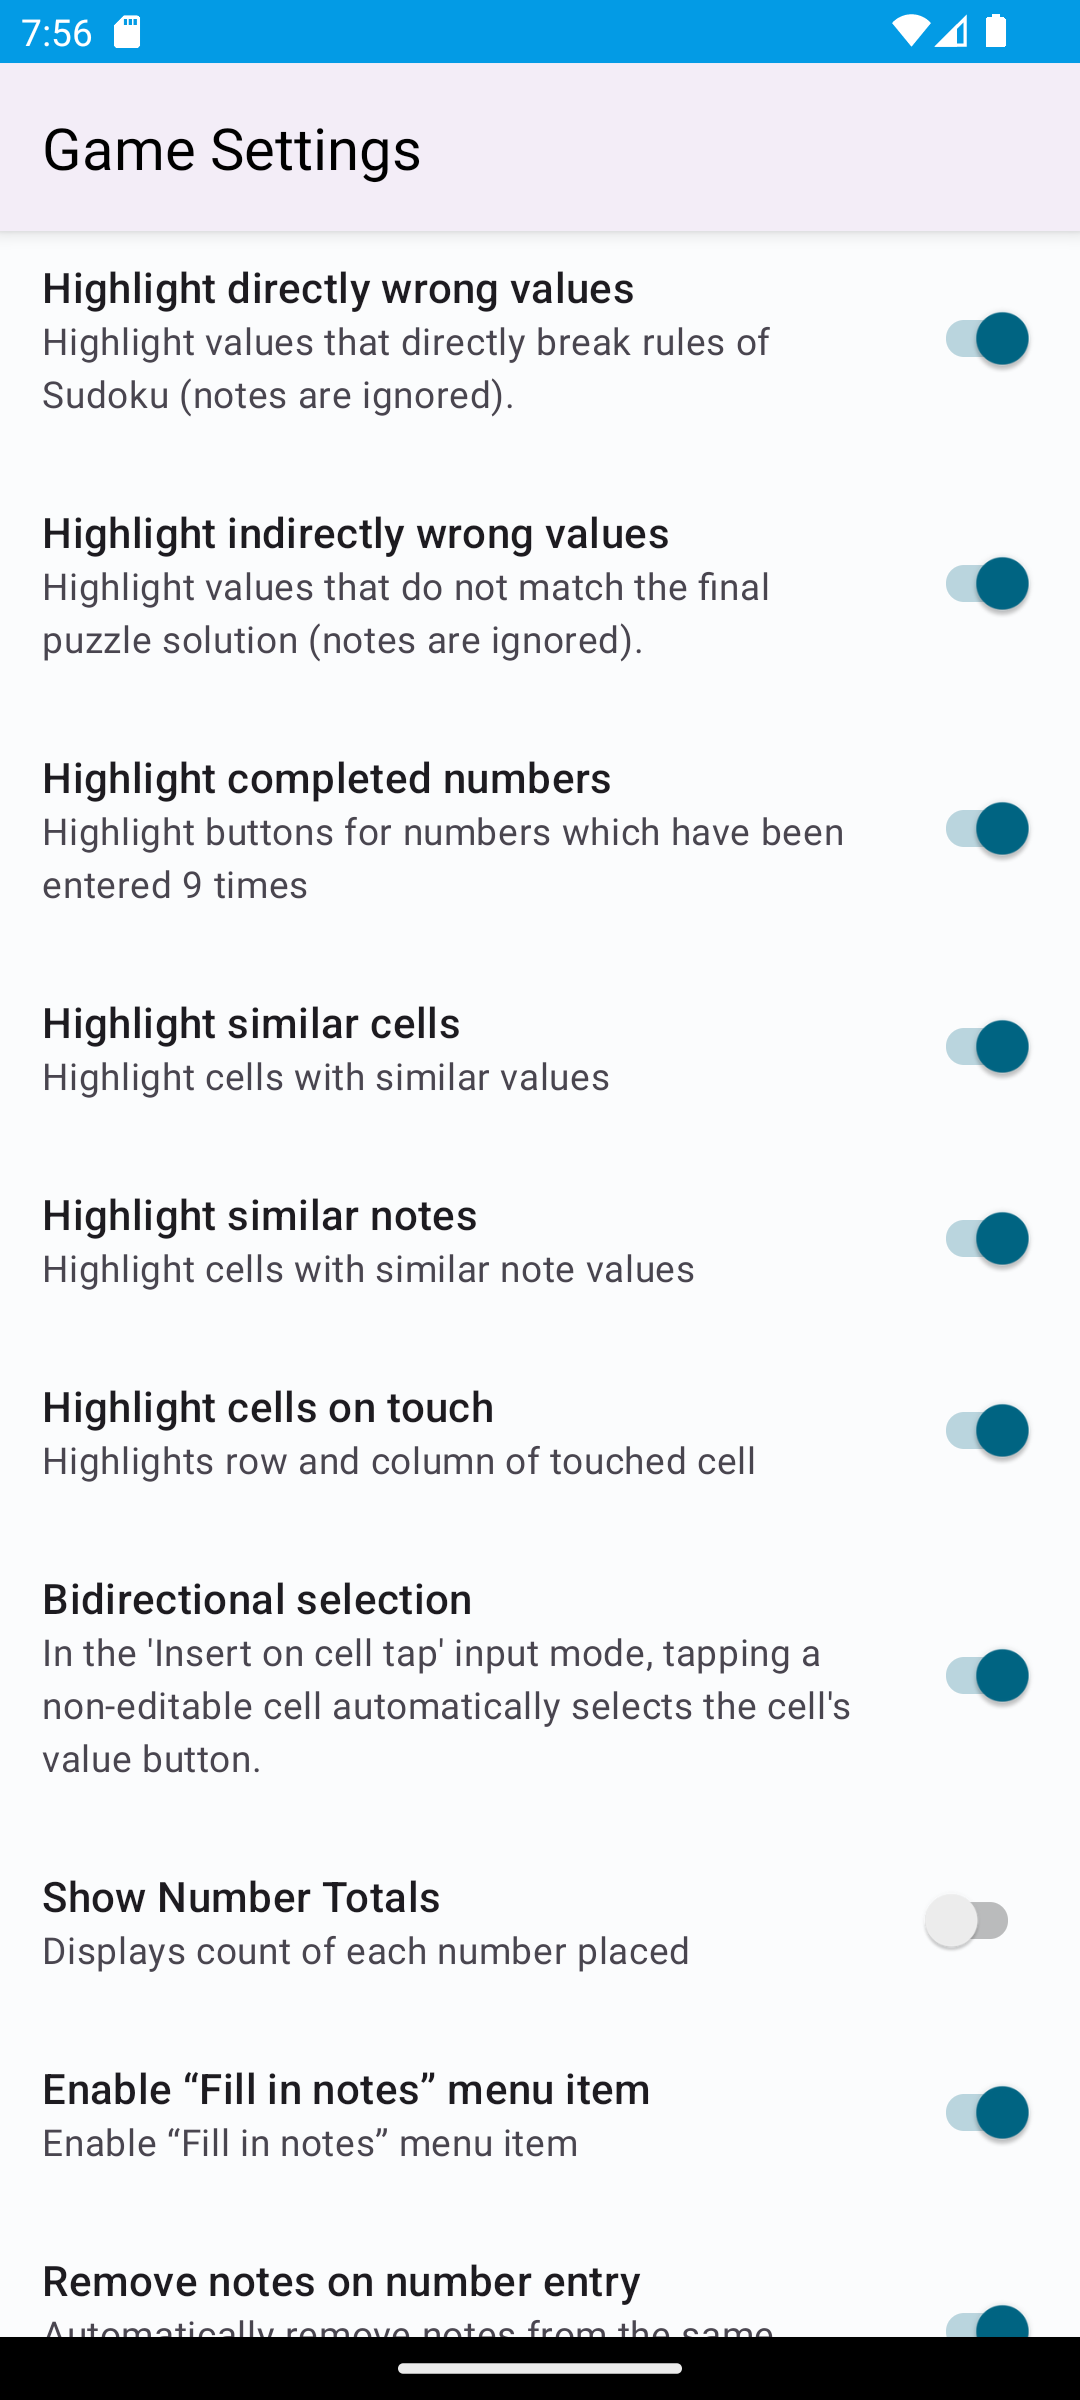 7:56
Game Settings
Highlight directly wrong values
Highlight values that directly break rules of
Sudoku (notes are ignored).
Highlight indirectly wrong values
Highlight values that do not match the final
puzzle solution (notes are ignored).
Highlight completed numbers
Highlight buttons for numbers which have been
entered 9 times
Highlight similar cells
Highlight cells with similar values
Highlight similar notes
Highlight cells with similar note values
Highlight cells on touch
Highlights row and column of touched cell
Bidirectional selection
In the 'Insert on cell tap' input mode, tapping a
non-editable cell automatically selects the cell's
value button.
Show Number Totals
Displays count of each number placed
Enable “Fill in notes” menu item
Enable “Fill in notes” menu item
Remove notes on number entry
Automatically remove notes from the same